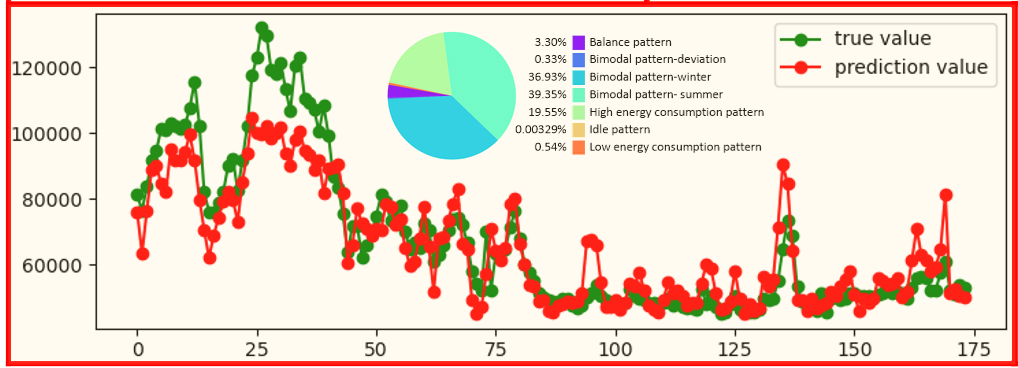 true value
prediction value
3.30% Balance pattern
0.33% Bimodal pattern-deviation
36.93% Bimodal pattern-winter
39.35% Bimodal pattern- summer
19.55% High energy consumption pattern
0.00329% Idle pattern
0.54% Low energy consumption pattern
120000
100000
80000
60000
0 25 50 75 100 125 150 175